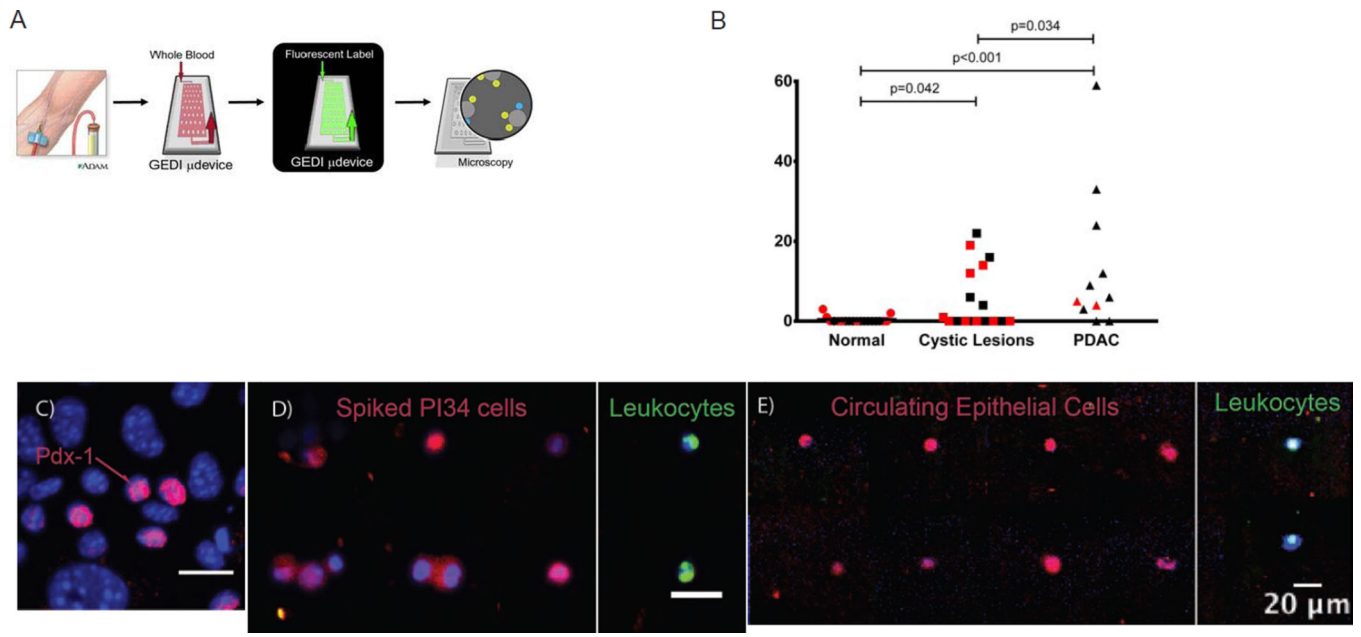 A
Whole Blood
GEDI μdevice
Fluorescent Label
GEDI μdevice
Microscopy
ADAM.
B
p=0.034
p<0.001
p=0.042
60
40
20
0
Normal
Cystic Lesions
PDAC
C)
Pdx-1
D)
Spiked PI34 cells
Leukocytes
E)
Circulating Epithelial Cells
Leukocytes
20 μm